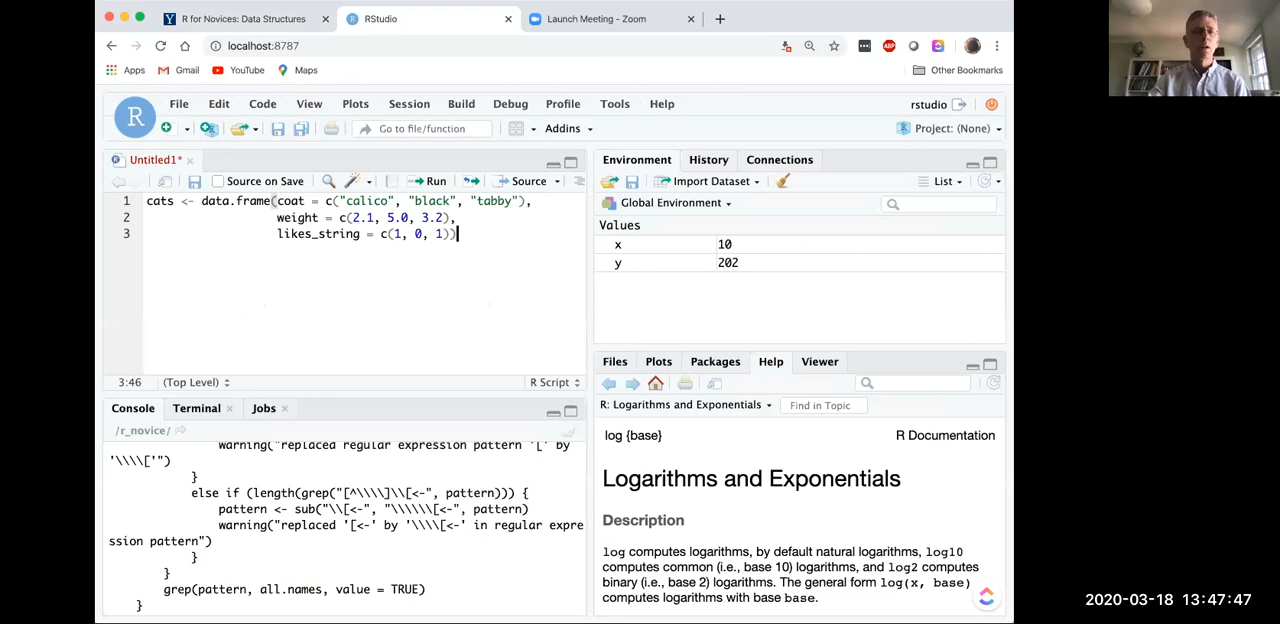 R for Novices: Data Structures
RStudio
Launch Meeting - Zoom
localhost:8787
ABP
Apps
Gmail
YouTube
Maps
Other Bookmarks
R
File Edit Code View Plots Session Build Debug Profile Tools Help
rstudio
Go to file/function
Addins
Project: (None)
Untitled1*
Source on Save
Run
Source
1 cats <- data.frame(coat = c("calico", "black", "tabby"),
2 weight = c(2.1, 5.0, 3.2),
3 likes_string = c(1, 0, 1))
3:46 (Top Level)
R Script
Environment History Connections
Import Dataset
List
Global Environment
Values
x 10
y 202
Console Terminal Jobs
/r_novice/
warning("replaced regular expression pattern '[' by
'\\\\['")
}
else if (length(grep("[^\\\\]\\[<-", pattern))) {
pattern <- sub("\\[<-", "\\\\\\[<-", pattern)
warning("replaced '[<-' by '\\\\[<-' in regular expre
ssion pattern")
}
}
grep(pattern, all.names, value = TRUE)
}
Files Plots Packages Help Viewer
R: Logarithms and Exponentials
Find in Topic
log {base}
R Documentation
Logarithms and Exponentials
Description
log computes logarithms, by default natural logarithms, log10
computes common (i.e., base 10) logarithms, and log2 computes
binary (i.e., base 2) logarithms. The general form log(x, base)
computes logarithms with base base.
2020-03-18 13:47:47